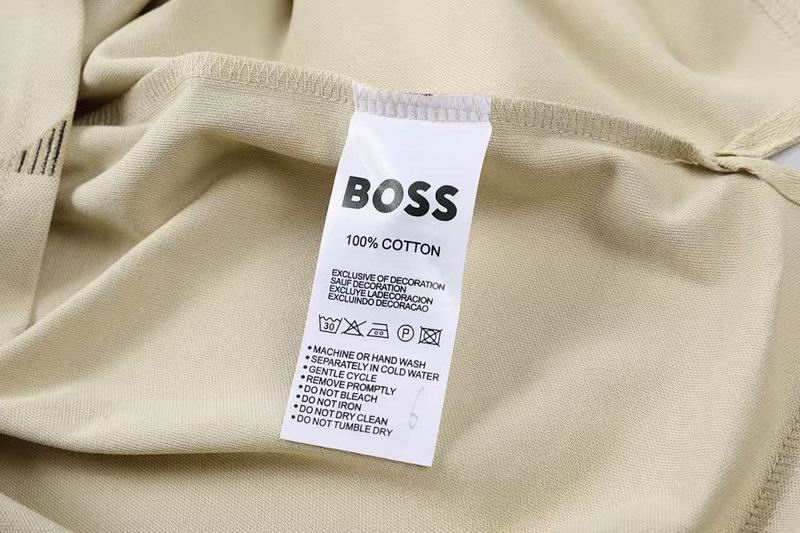 BOSS
100% COTTON
EXCLUSIVE OF DECORATION
SAUF DECORATION
EXCLUYE LADECORACION
EXCLUINDO DECORACAO
30 P
• MACHINE OR HAND WASH
• SEPARATELY IN COLD WATER
• GENTLE CYCLE
• REMOVE PROMPTLY
• DO NOT BLEACH
• DO NOT IRON
• DO NOT DRY CLEAN
• DO NOT TUMBLE DRY
6